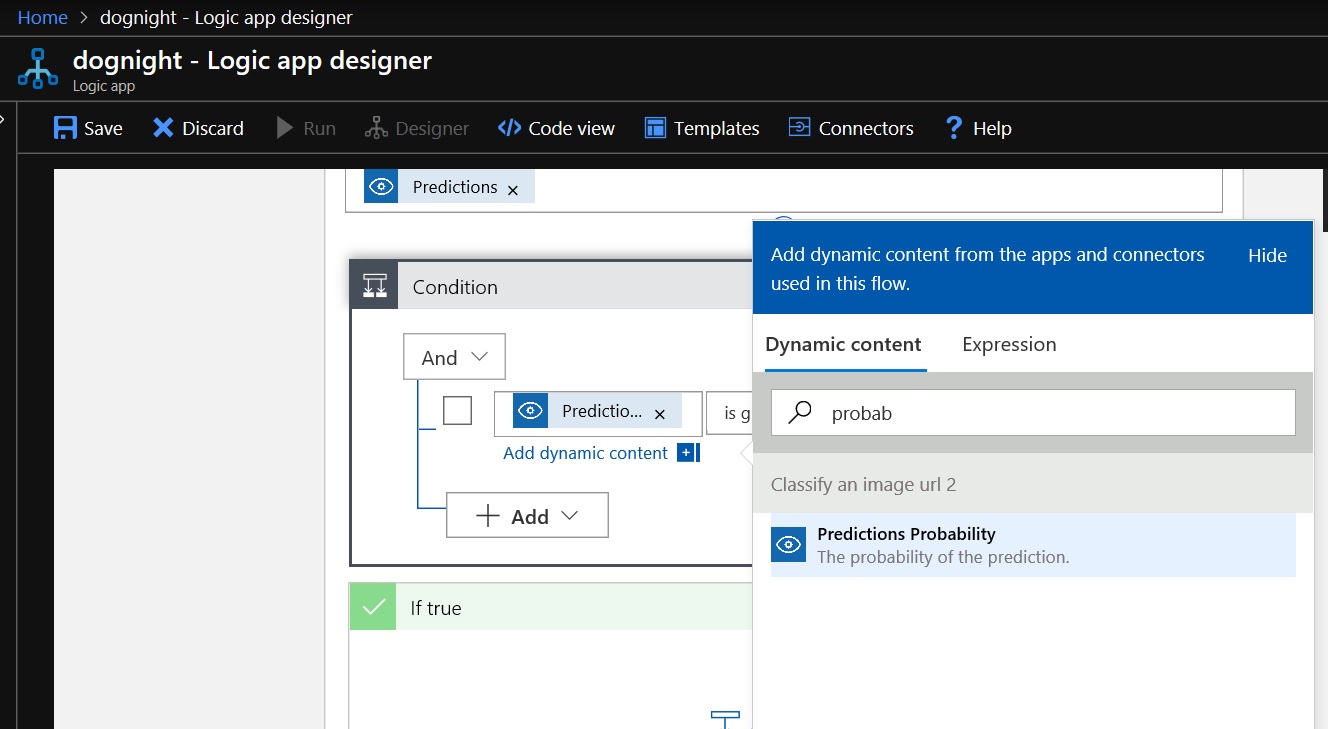 Home > dognight - Logic app designer
dognight - Logic app designer
Logic app
Save Discard Run Designer Code view Templates Connectors Help
Predictions
Add dynamic content from the apps and connectors
used in this flow.
Hide
Condition
Dynamic content Expression
And
probab
Predictio... is g
Add dynamic content
Classify an image url 2
Add
Predictions Probability
The probability of the prediction.
If true